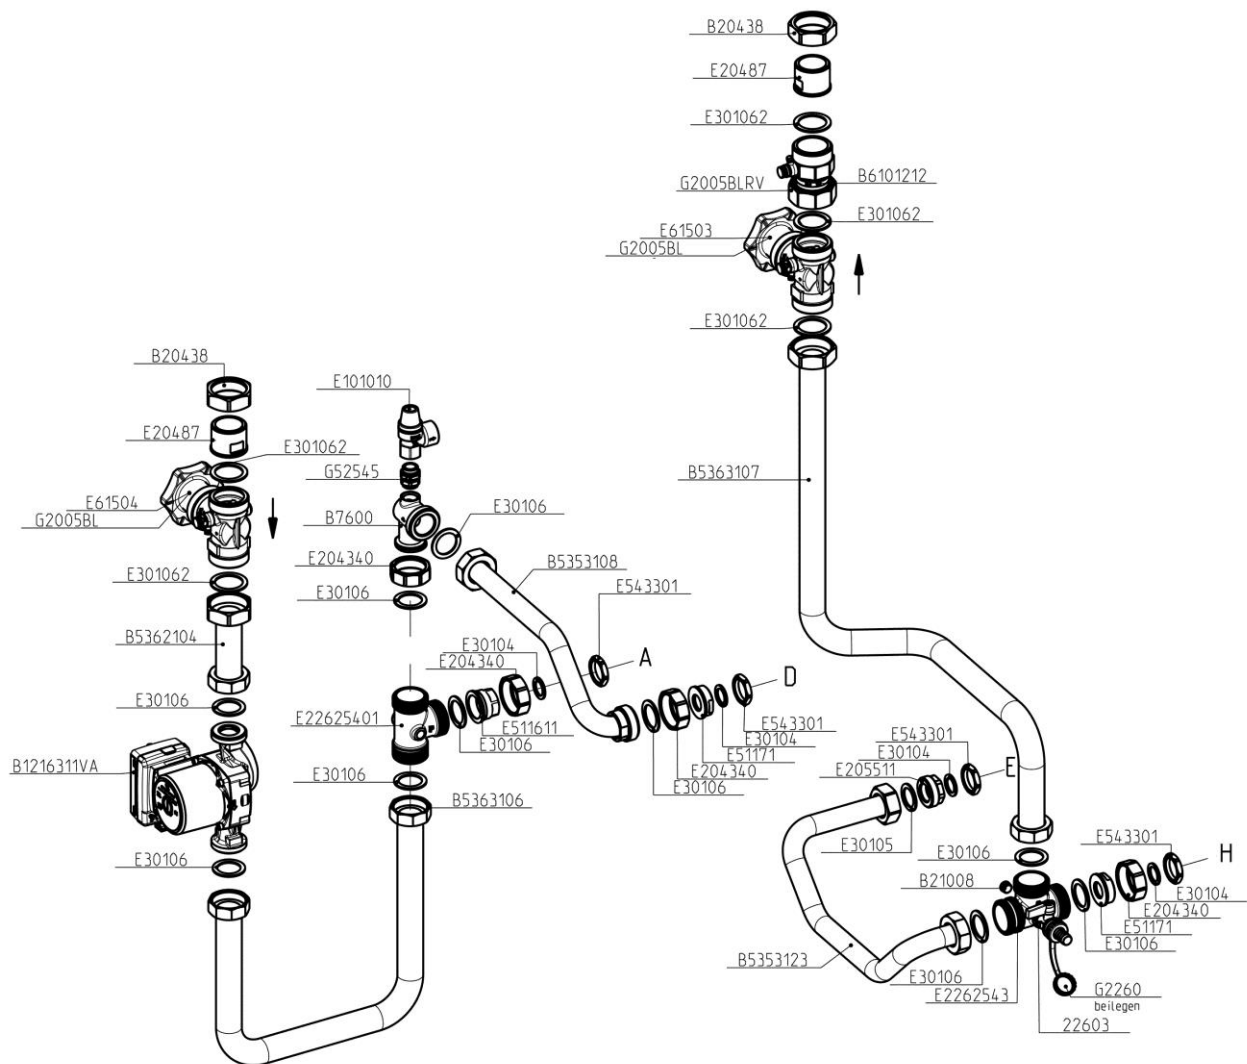 B20438
E20487
E301062
B6101212
G2005BLRV
E301062
E61503
G2005BL
E301062
B20438
E101010
E20487
E301062
G52545
B5363107
E61504
G2005BL
E30106
B7600
E301062
E204340
B5353108
E543301
E30106
B5362104
E30104
A
E204340
D
E30106
E22625401
E511611
E543301
E30106
E30104
E543301
E51171
E30104
B1216311VA
E30106
E204340
E205511
E
B5363106
E30106
E543301
E30105
E30106
H
E30106
B21008
E30104
E204340
E51171
E30106
B5353123
E30106
E2262543
G2260
beilegen
22603